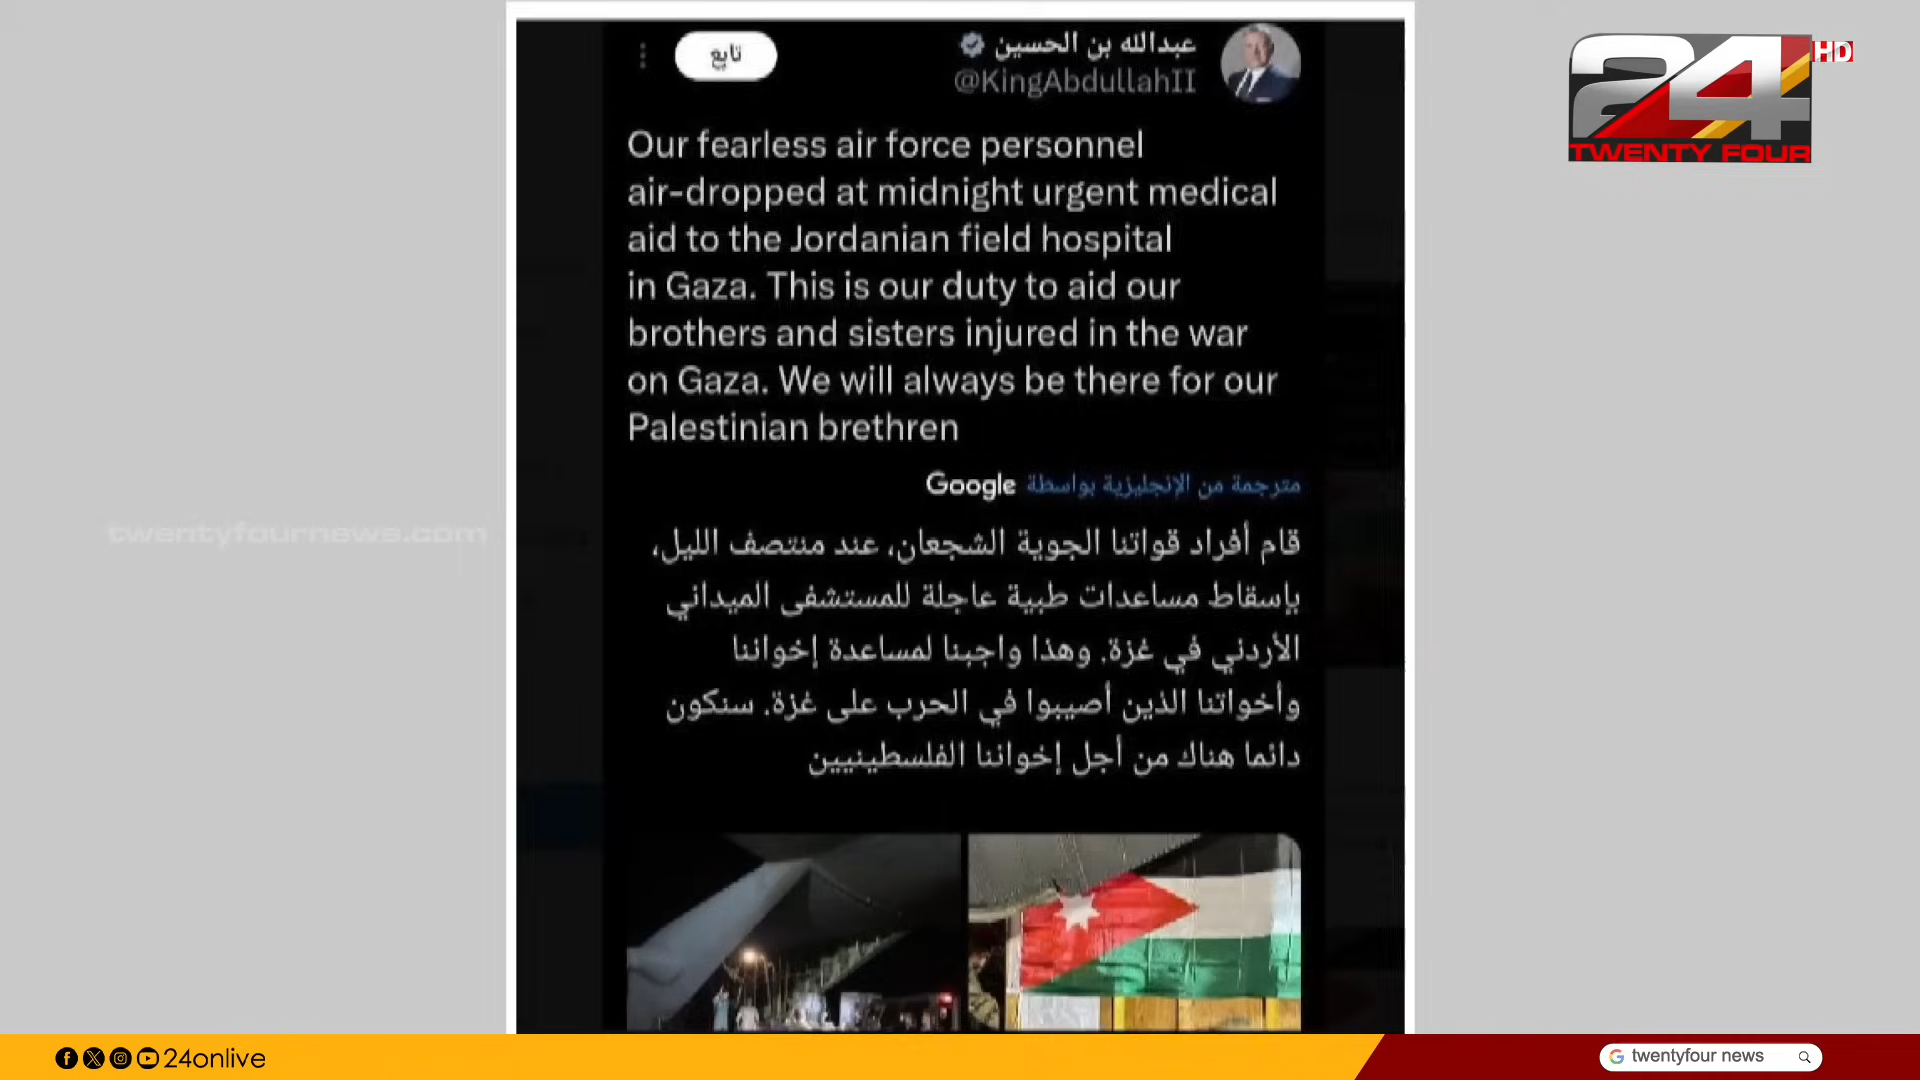 عبدالله بن الحسين
تابع
@KingAbdullahII
24
HD
TWENTY FOUR
Our fearless air force personnel
air-dropped at midnight urgent medical
aid to the Jordanian field hospital
in Gaza. This is our duty to aid our
brothers and sisters injured in the war
on Gaza. We will always be there for our
Palestinian brethren
مترجمة من الإنجليزية بواسطة Google
twentyfournews.com
قام أفراد قواتنا الجوية الشجعان، عند منتصف الليل،
بإسقاط مساعدات طبية عاجلة للمستشفى الميداني
الأردني في غزة. وهذا واجبنا لمساعدة إخواننا
وأخواتنا الذين أصيبوا في الحرب على غزة. سنكون
دائما هناك من أجل إخواننا الفلسطينيين
24onlive
twentyfour news